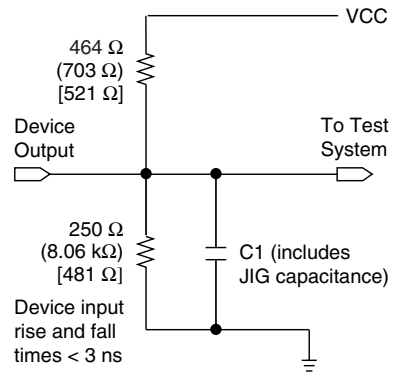 VCC
464 Ω
(703 Ω)
[521 Ω]
Device
Output
To Test
System
250 Ω
(8.06 kΩ)
[481 Ω]
C1 (includes
JIG capacitance)
Device input
rise and fall
times < 3 ns